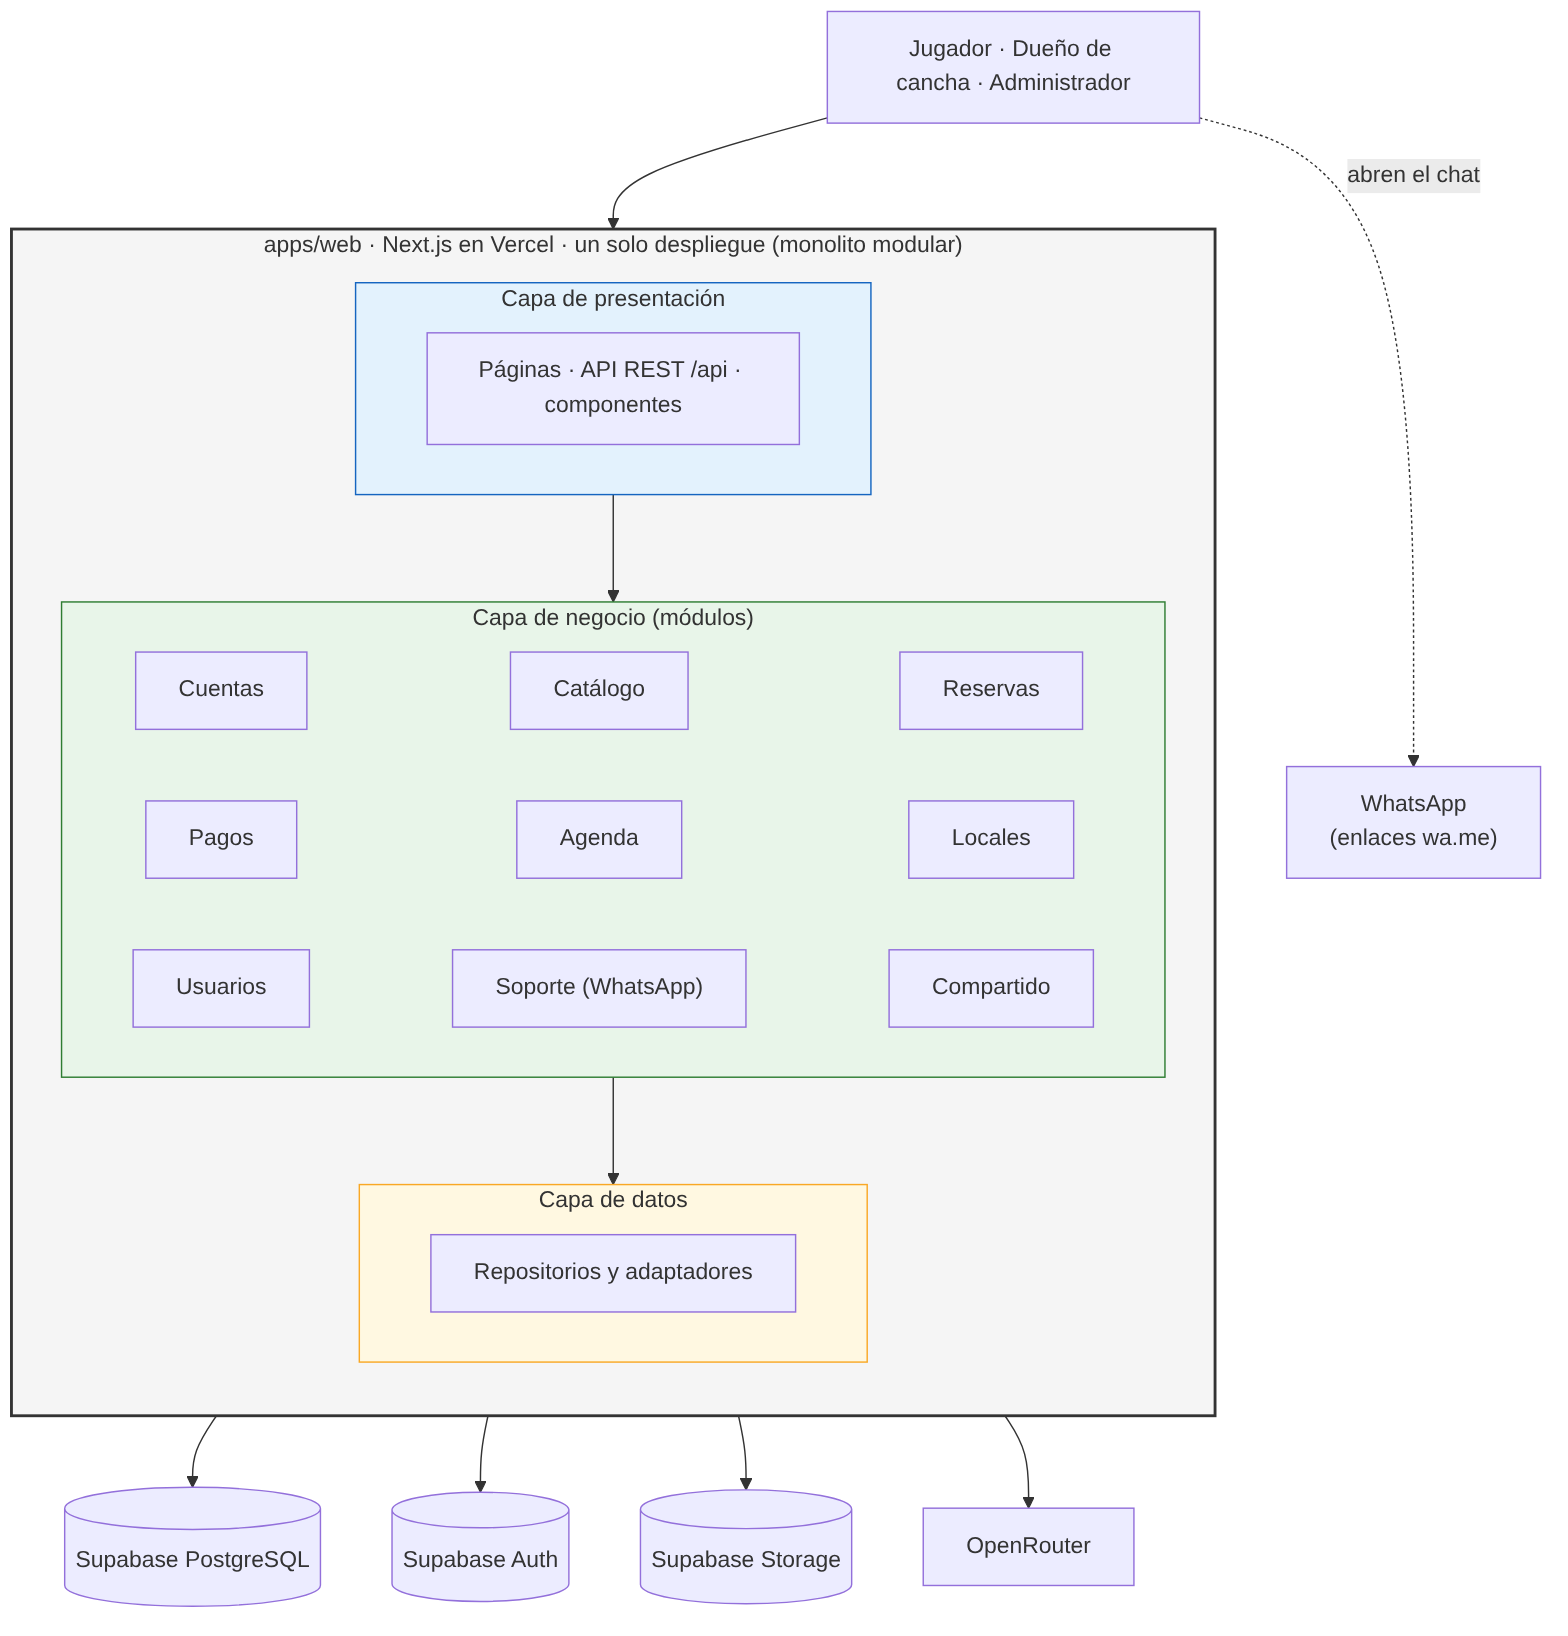 Jugador · Dueño de
cancha · Administrador
abren el chat
apps/web · Next.js en Vercel · un solo despliegue (monolito modular)
Capa de presentación
Páginas · API REST /api ·
componentes
Capa de negocio (módulos)
Cuentas
Catálogo
Reservas
Pagos
Agenda
Locales
WhatsApp
(enlaces wa.me)
Usuarios
Soporte (WhatsApp)
Compartido
Capa de datos
Repositorios y adaptadores
Supabase PostgreSQL
Supabase Auth
Supabase Storage
OpenRouter